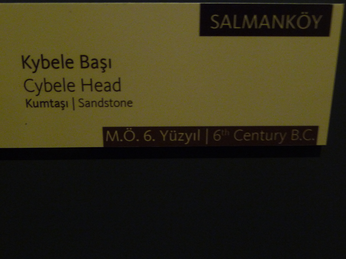 SALMANKÖY
Kybele Başı
Cybele Head
Kumtaşı | Sandstone
M.Ö. 6. Yüzyıl | 6th Century B.C.